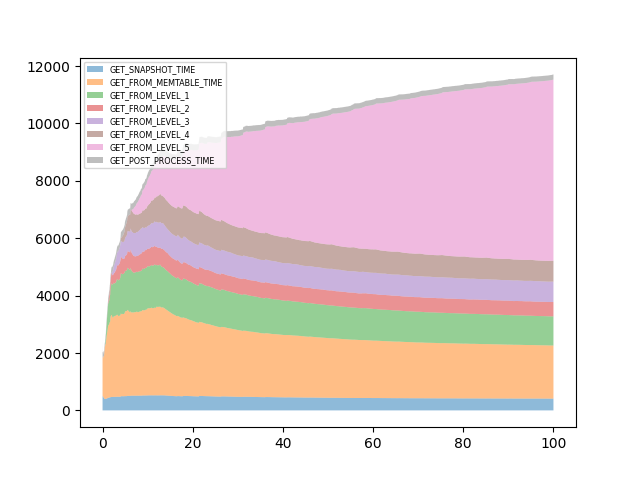 12000
10000
8000
6000
4000
2000
0
GET_SNAPSHOT_TIME
GET_FROM_MEMTABLE_TIME
GET_FROM_LEVEL_1
GET_FROM_LEVEL_2
GET_FROM_LEVEL_3
GET_FROM_LEVEL_4
GET_FROM_LEVEL_5
GET_POST_PROCESS_TIME
0 20 40 60 80 100